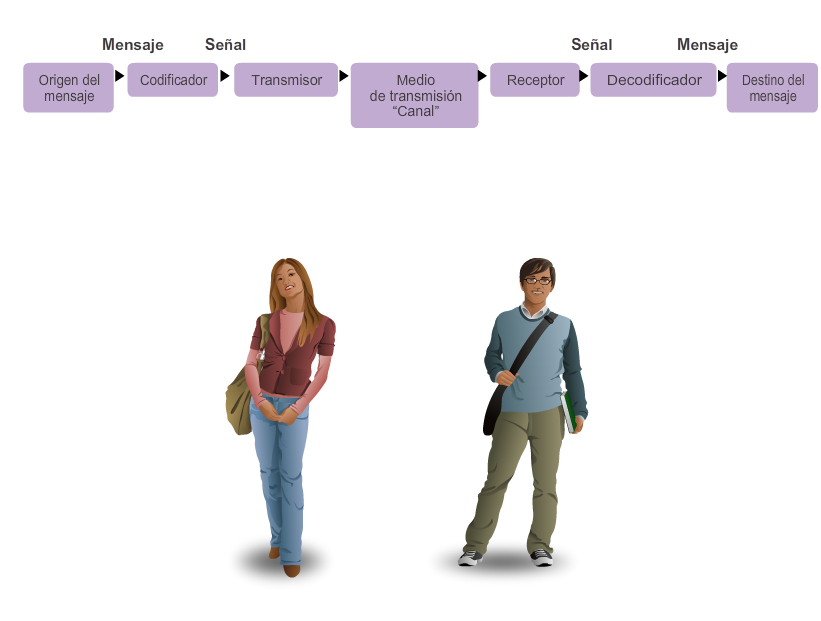 Mensaje
Señal
Señal
Mensaje
Origen del
mensaje
Codificador
Transmisor
Medio
de transmisión
“Canal”
Receptor
Decodificador
Destino del
mensaje